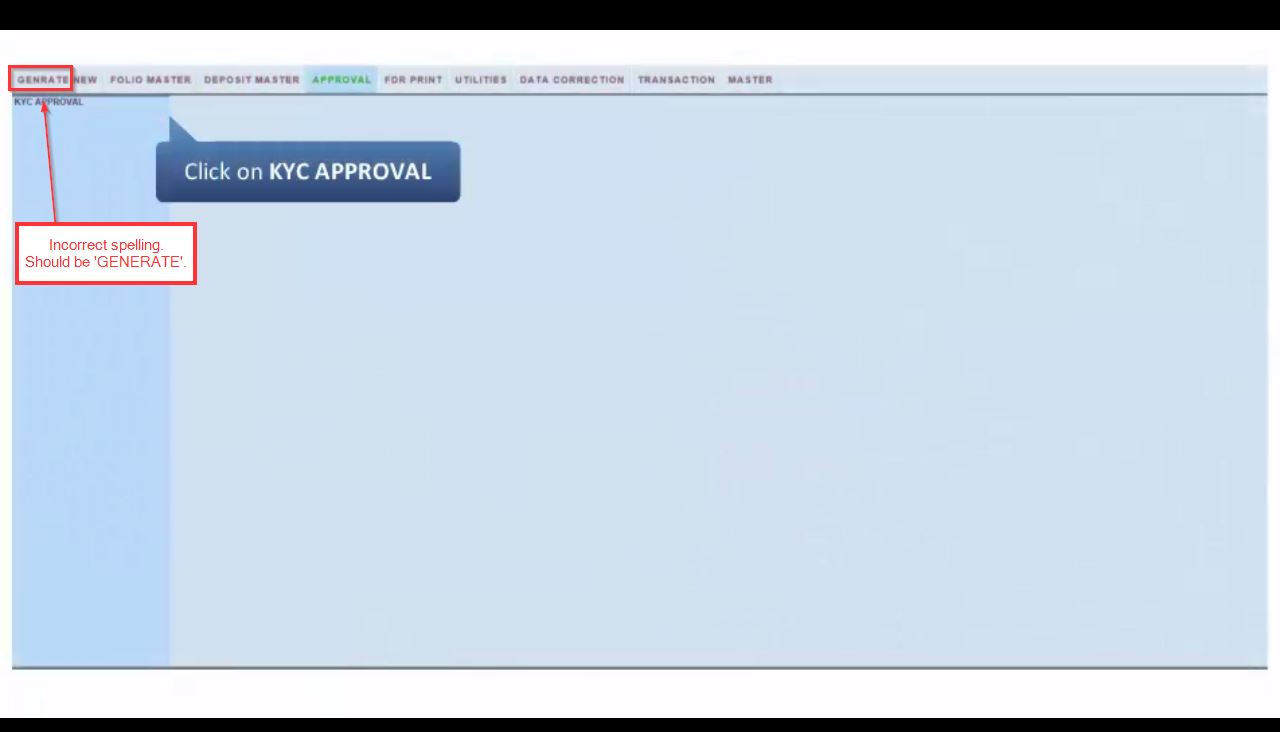 GENRATE NEW FOLIO MASTER DEPOSIT MASTER APPROVAL FDR PRINT UTILITIES DATA CORRECTION TRANSACTION MASTER
KYC APPROVAL
Click on KYC APPROVAL
Incorrect spelling.
Should be 'GENERATE'.